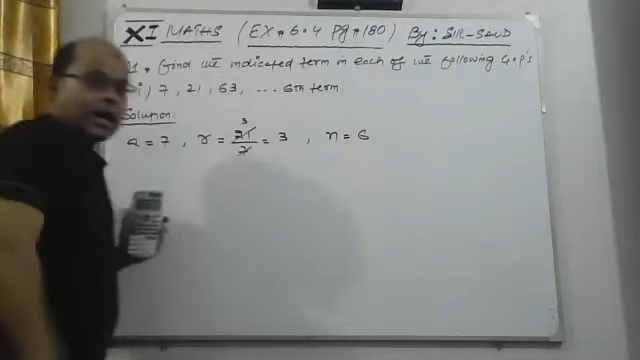 XI MATHS (EX # 6.4 Pg # 180) By: SIR-SAUD
Find the indicated term in each of the following G.P's
i) 7, 21, 63, .... 6th term.
Solution:
a = 7, r = 21/7 = 3, n = 6
3